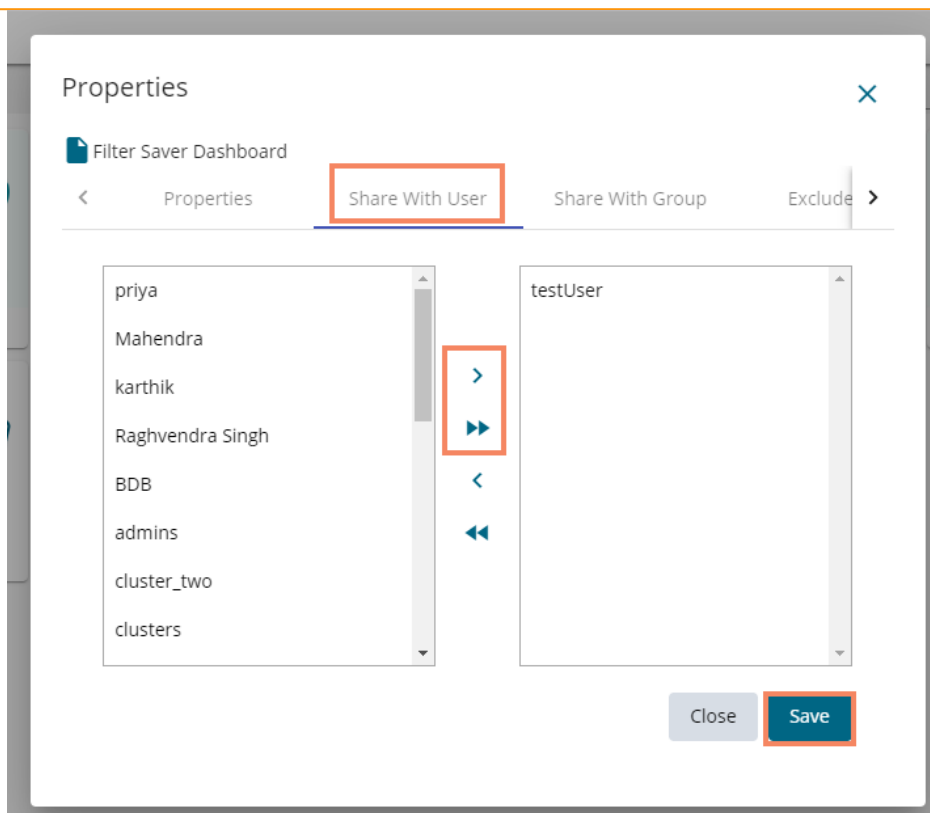 Properties
Filter Saver Dashboard
Properties Share With User Share With Group Exclude
priya testUser
Mahendra
karthik
Raghvendra Singh
BDB
admins
cluster_two
clusters
Close Save